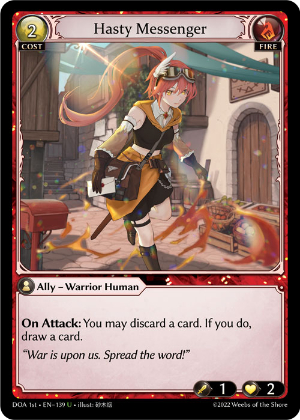 2
Hasty Messenger
COST
FIRE
Ally – Warrior Human
On Attack: You may discard a card. If you do,
draw a card.
“War is upon us. Spread the word!”
1
2
DOA 1st • EN–139 U • illust:
©2022 Weebs of the Shore